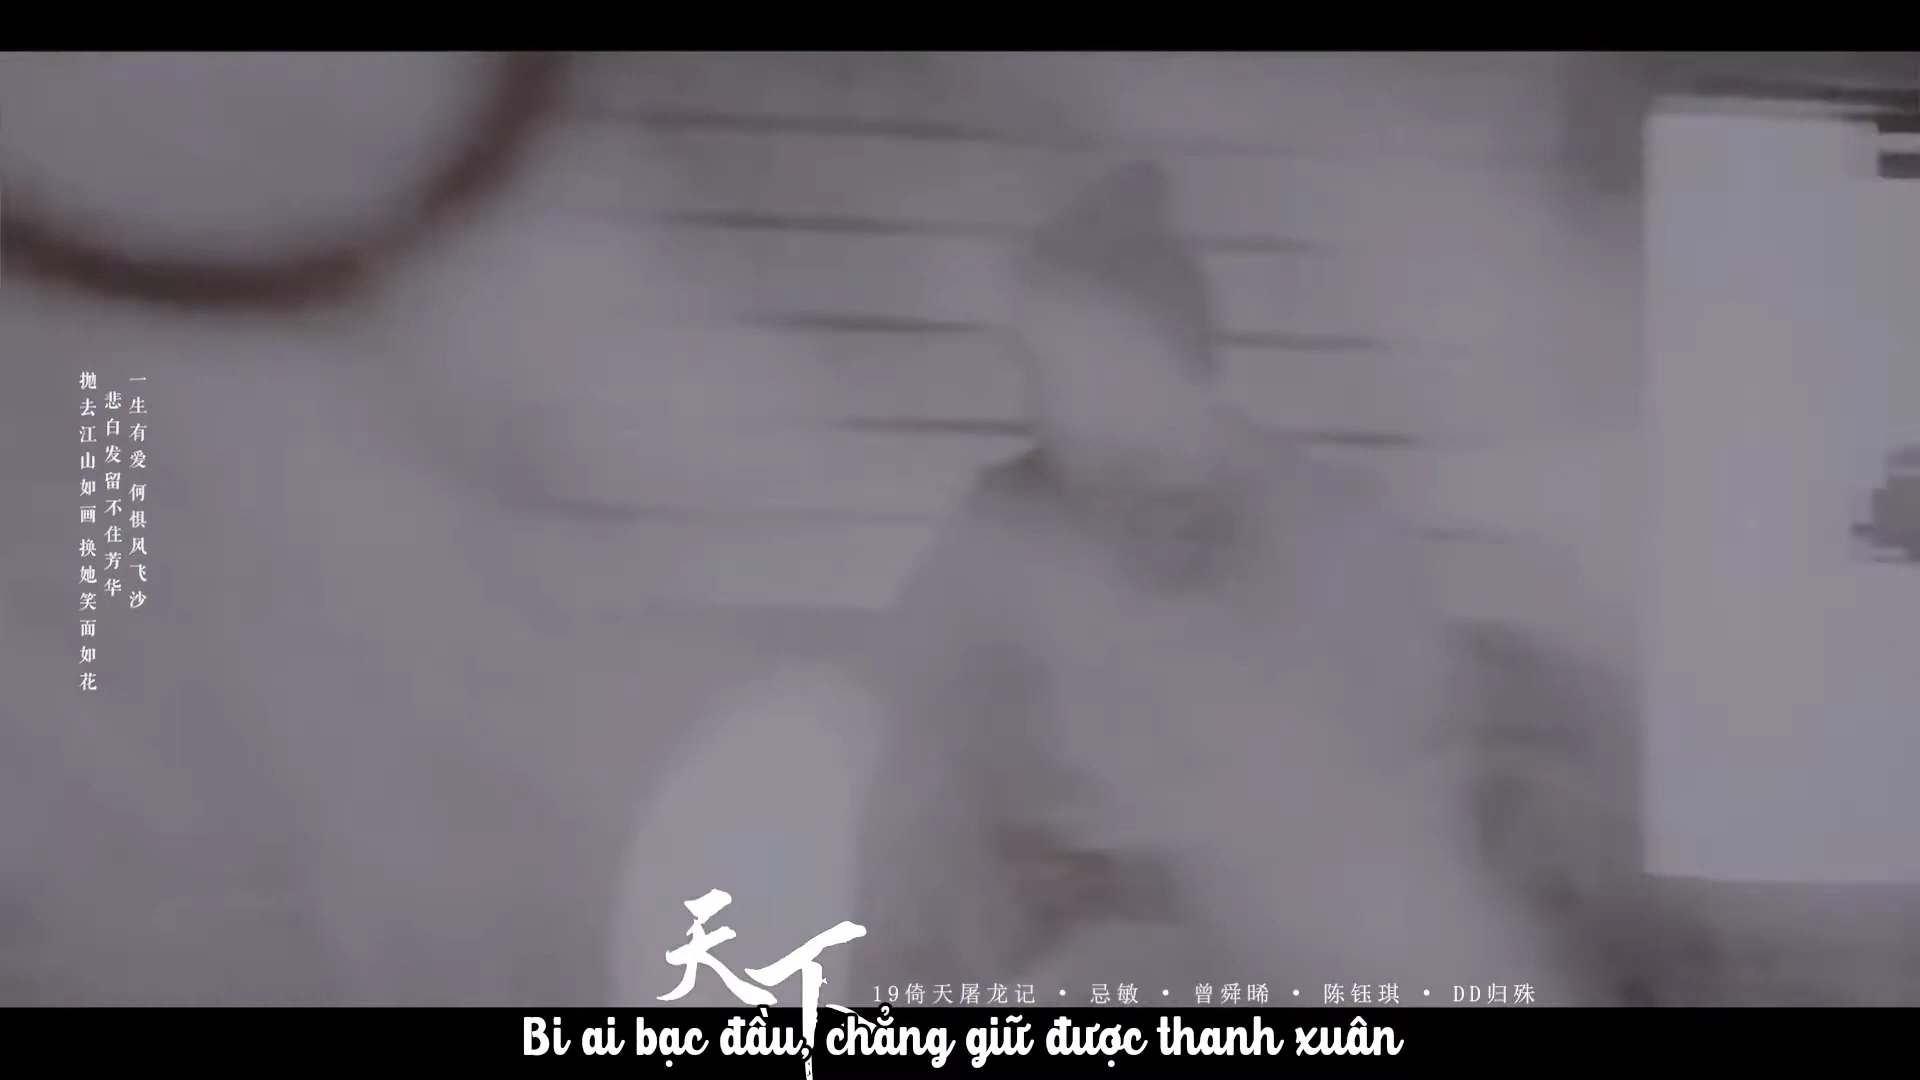 一生有爱 何惧风飞沙
悲白发留不住芳华
抛去江山如画 换她笑面如花
天下
19倚天屠龙记 • 忌敏 • 曾舜晞 • 陈钰琪 • DD归殊
Bi ai bạc đầu, chẳng giữ được thanh xuân